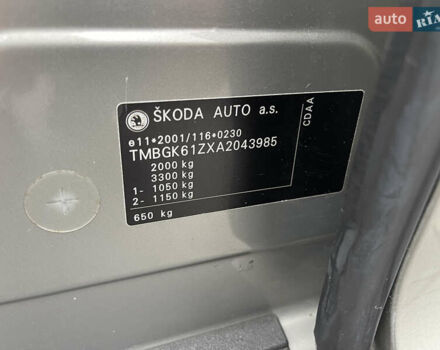 auto RIA
ŠKODA AUTO a.s.
e11*2001/116*0230
TMBGK61ZXA2043985
2000 kg
3300 kg
1- 1050 kg
2- 1150 kg
650 kg
CDAA